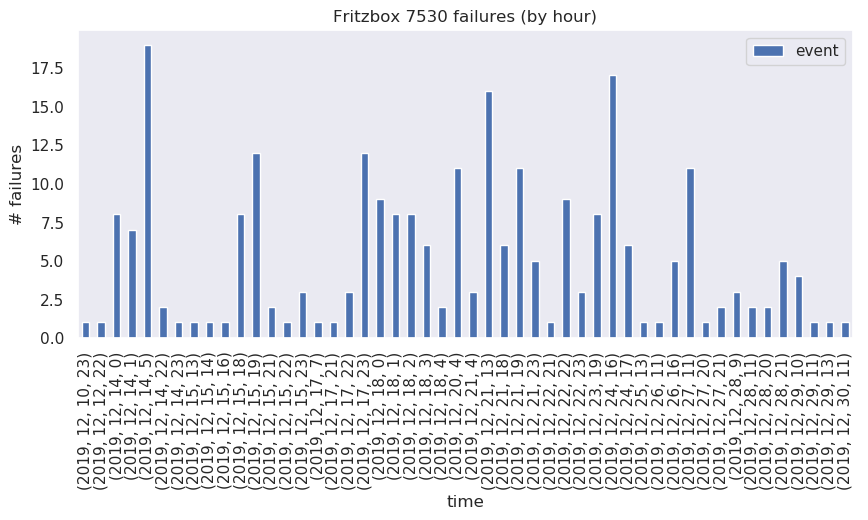 Fritzbox 7530 failures (by hour)
event
# failures
17.5
15.0
12.5
10.0
7.5
5.0
2.5
0.0
(2019, 12, 10, 23)
(2019, 12, 12, 22)
(2019, 12, 14, 0)
(2019, 12, 14, 1)
(2019, 12, 14, 5)
(2019, 12, 14, 22)
(2019, 12, 14, 23)
(2019, 12, 15, 13)
(2019, 12, 15, 14)
(2019, 12, 15, 16)
(2019, 12, 15, 18)
(2019, 12, 15, 19)
(2019, 12, 15, 21)
(2019, 12, 15, 22)
(2019, 12, 15, 23)
(2019, 12, 17, 7)
(2019, 12, 17, 21)
(2019, 12, 17, 22)
(2019, 12, 17, 23)
(2019, 12, 18, 0)
(2019, 12, 18, 1)
(2019, 12, 18, 2)
(2019, 12, 18, 3)
(2019, 12, 18, 4)
(2019, 12, 20, 4)
(2019, 12, 21, 4)
(2019, 12, 21, 13)
(2019, 12, 21, 18)
(2019, 12, 21, 19)
(2019, 12, 21, 23)
(2019, 12, 22, 21)
(2019, 12, 22, 22)
(2019, 12, 22, 23)
(2019, 12, 23, 19)
(2019, 12, 24, 16)
(2019, 12, 24, 17)
(2019, 12, 25, 13)
(2019, 12, 26, 11)
(2019, 12, 26, 16)
(2019, 12, 27, 11)
(2019, 12, 27, 20)
(2019, 12, 27, 21)
(2019, 12, 28, 9)
(2019, 12, 28, 11)
(2019, 12, 28, 20)
(2019, 12, 28, 21)
(2019, 12, 29, 10)
(2019, 12, 29, 11)
(2019, 12, 29, 13)
(2019, 12, 30, 11)
time